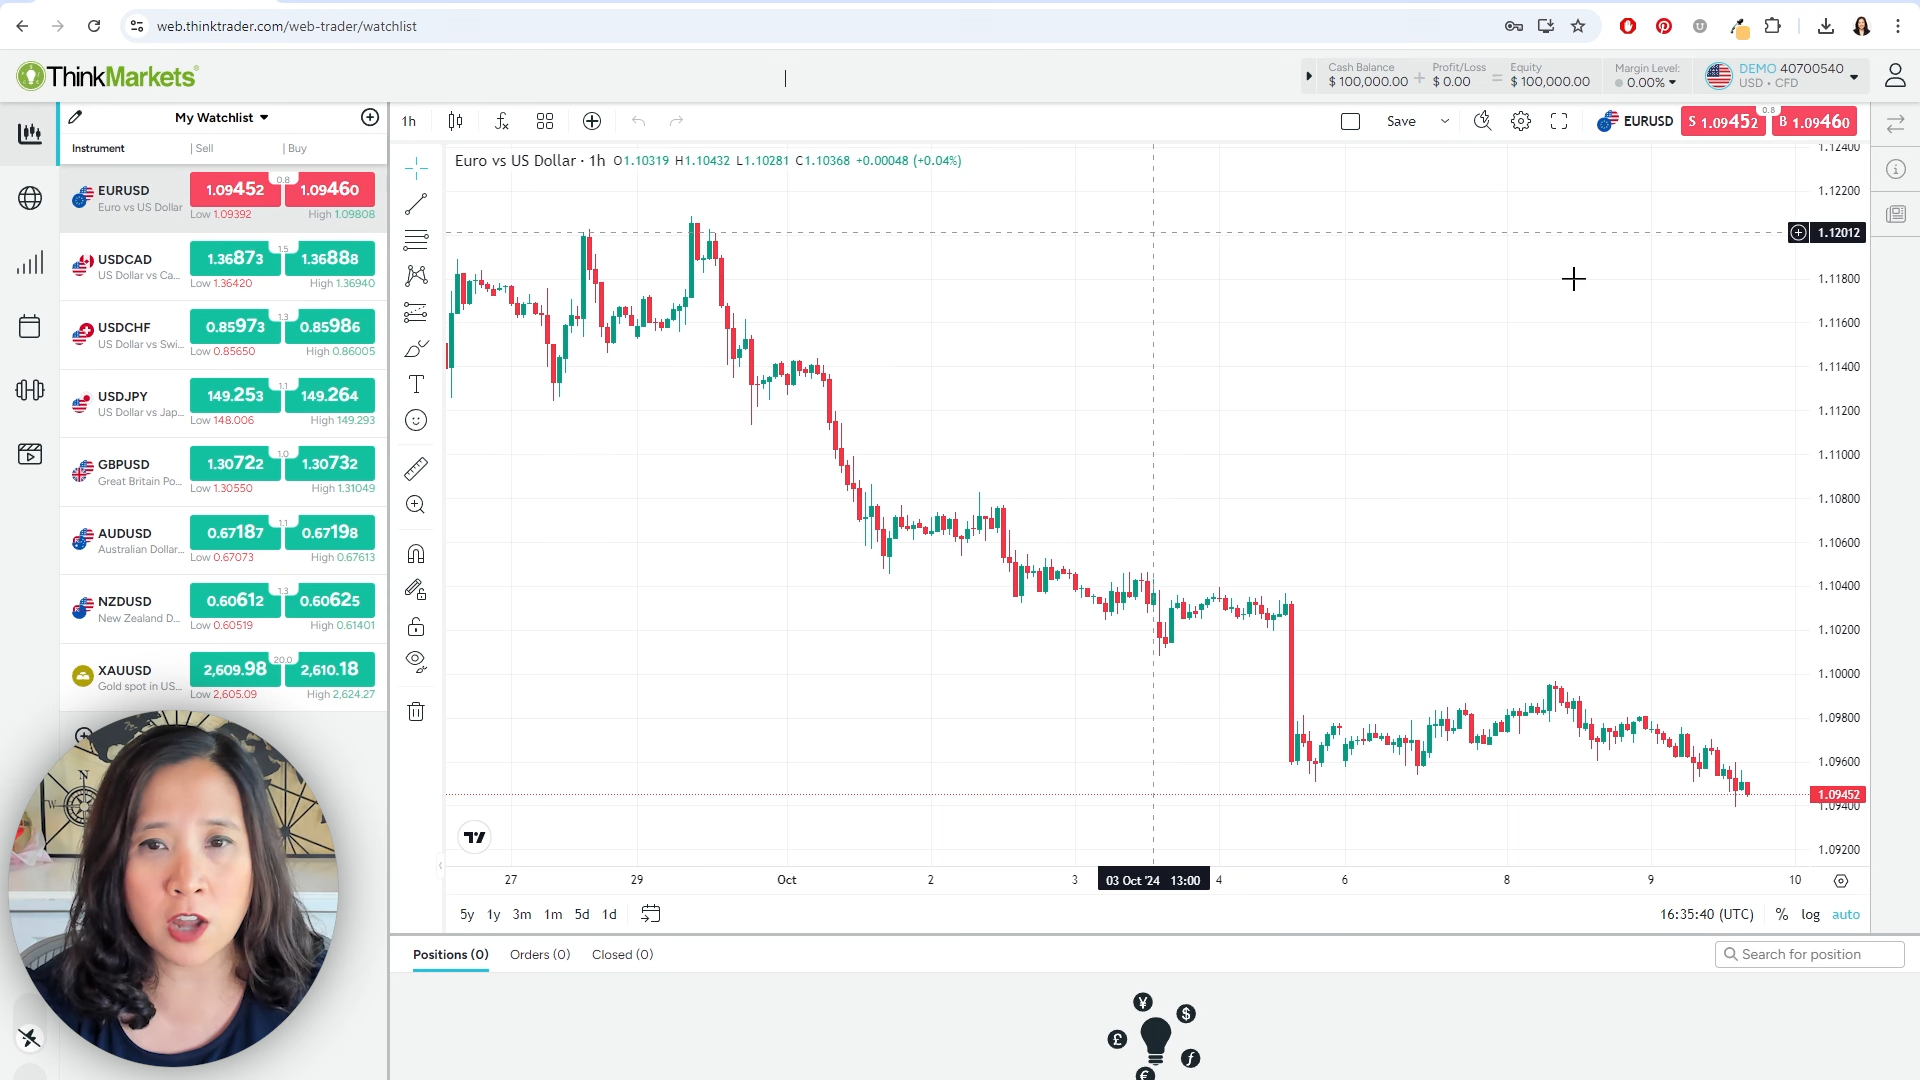 web.thinktrader.com/web-trader/watchlist
ThinkMarkets
Cash Balance
$ 100,000.00
Profit/Loss
$ 0.00
Equity
$ 100,000.00
Margin Level:
0.00%
DEMO 40700540
USD • CFD
My Watchlist
Instrument | Sell | Buy
EURUSD
Euro vs US Dollar
1.09452 0.8 1.09460
Low 1.09392 High 1.09808
USDCAD
US Dollar vs Ca...
1.36873 1.5 1.36888
Low 1.36420 High 1.36940
USDCHF
US Dollar vs Swi...
0.85973 1.3 0.85986
Low 0.85650 High 0.86005
USDJPY
US Dollar vs Jap...
149.253 1.1 149.264
Low 148.006 High 149.293
GBPUSD
Great Britain Po...
1.30722 1.0 1.30732
Low 1.30550 High 1.31049
AUDUSD
Australian Dollar...
0.67187 1.1 0.67198
Low 0.67073 High 0.67613
NZDUSD
New Zealand D...
0.60612 1.3 0.60625
Low 0.60519 High 0.61401
XAUUSD
Gold spot in US...
2,609.98 20.0 2,610.18
Low 2,605.09 High 2,624.27
N
W
1h
Save
EURUSD
S 1.09452 0.8 B 1.09460
Euro vs US Dollar · 1h O1.10319 H1.10432 L1.10281 C1.10368 +0.00048 (+0.04%)
1.12400
1.12200
1.12012
1.11800
1.11600
1.11400
1.11200
1.11000
1.10800
1.10600
1.10400
1.10200
1.10000
1.09800
1.09600
1.09452
1.09400
1.09200
27 29 Oct 2 3 03 Oct '24 13:00 4 6 8 9 10
5y 1y 3m 1m 5d 1d
16:35:40 (UTC) % log auto
Positions (0) Orders (0) Closed (0)
Search for position
¥
$
£
ƒ
€